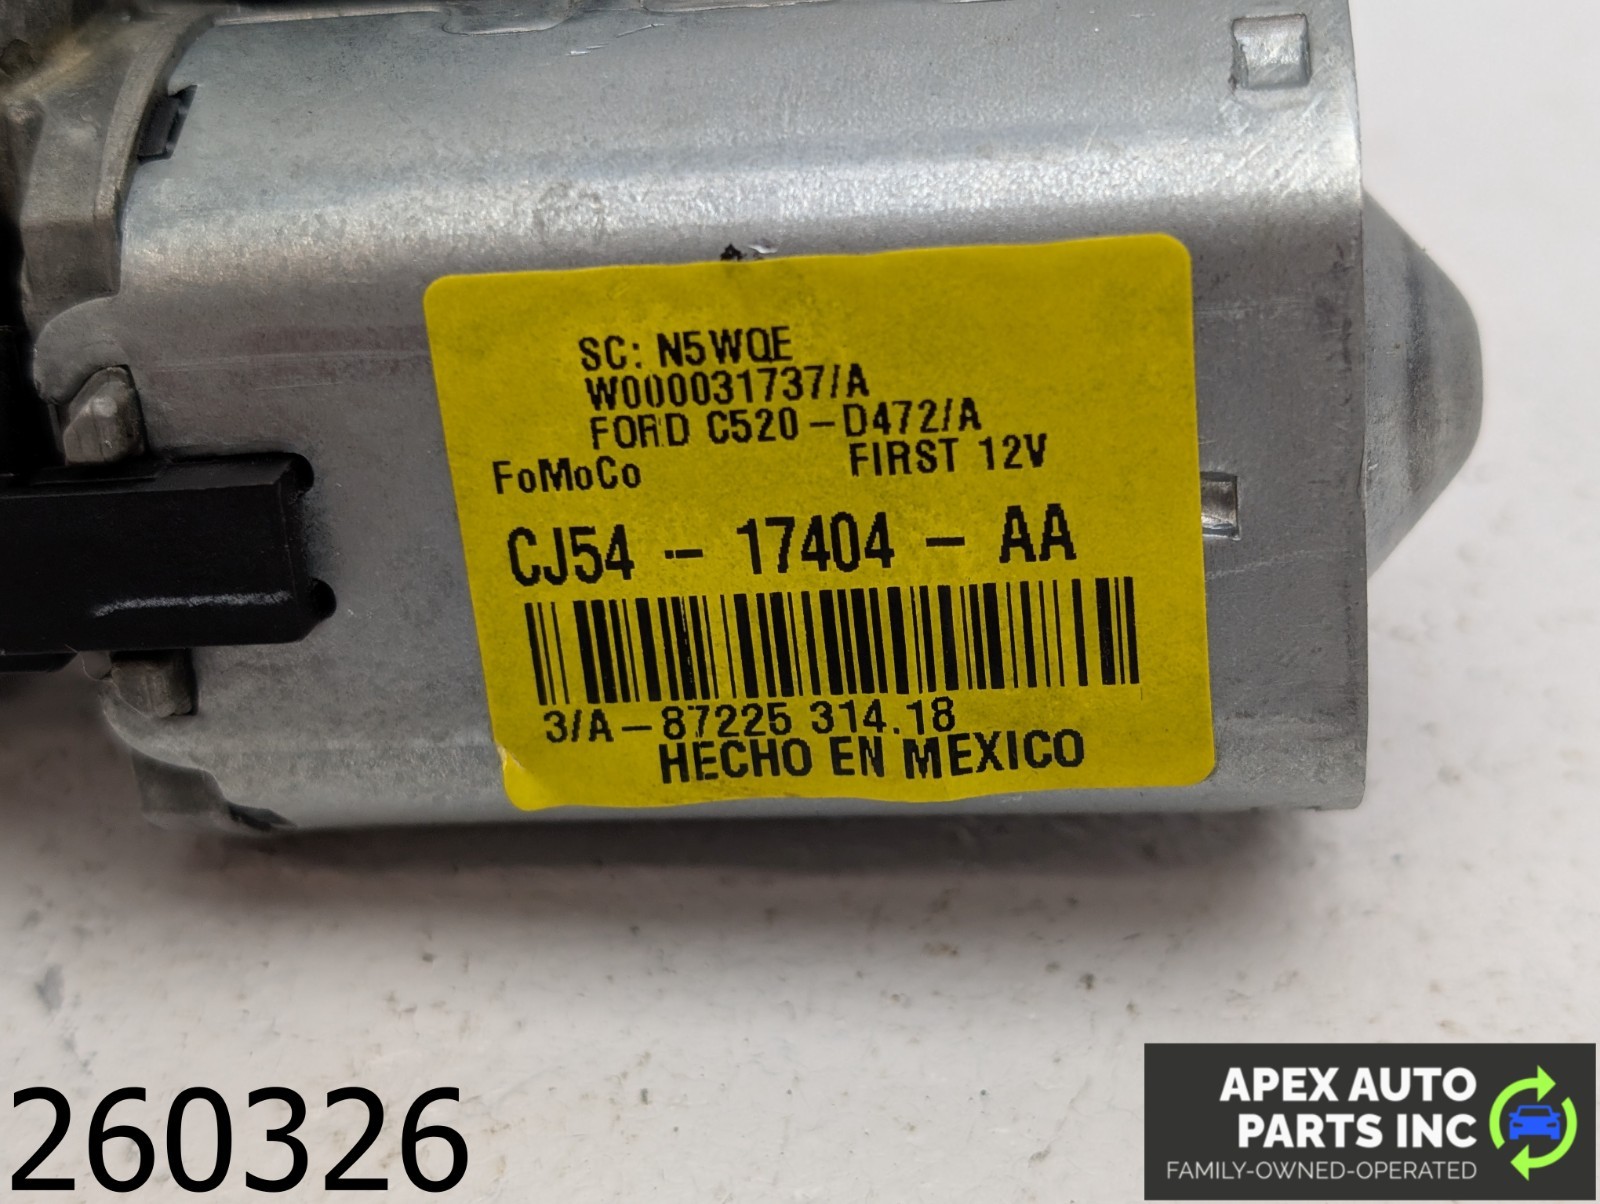 SC: N5WQE
W000031737/A
FORD C520-D472/A
FoMoCo FIRST 12V
CJ54 - 17404 - AA
3/A-87225 314.18
HECHO EN MEXICO
260326
APEX AUTO
PARTS INC
FAMILY-OWNED-OPERATED